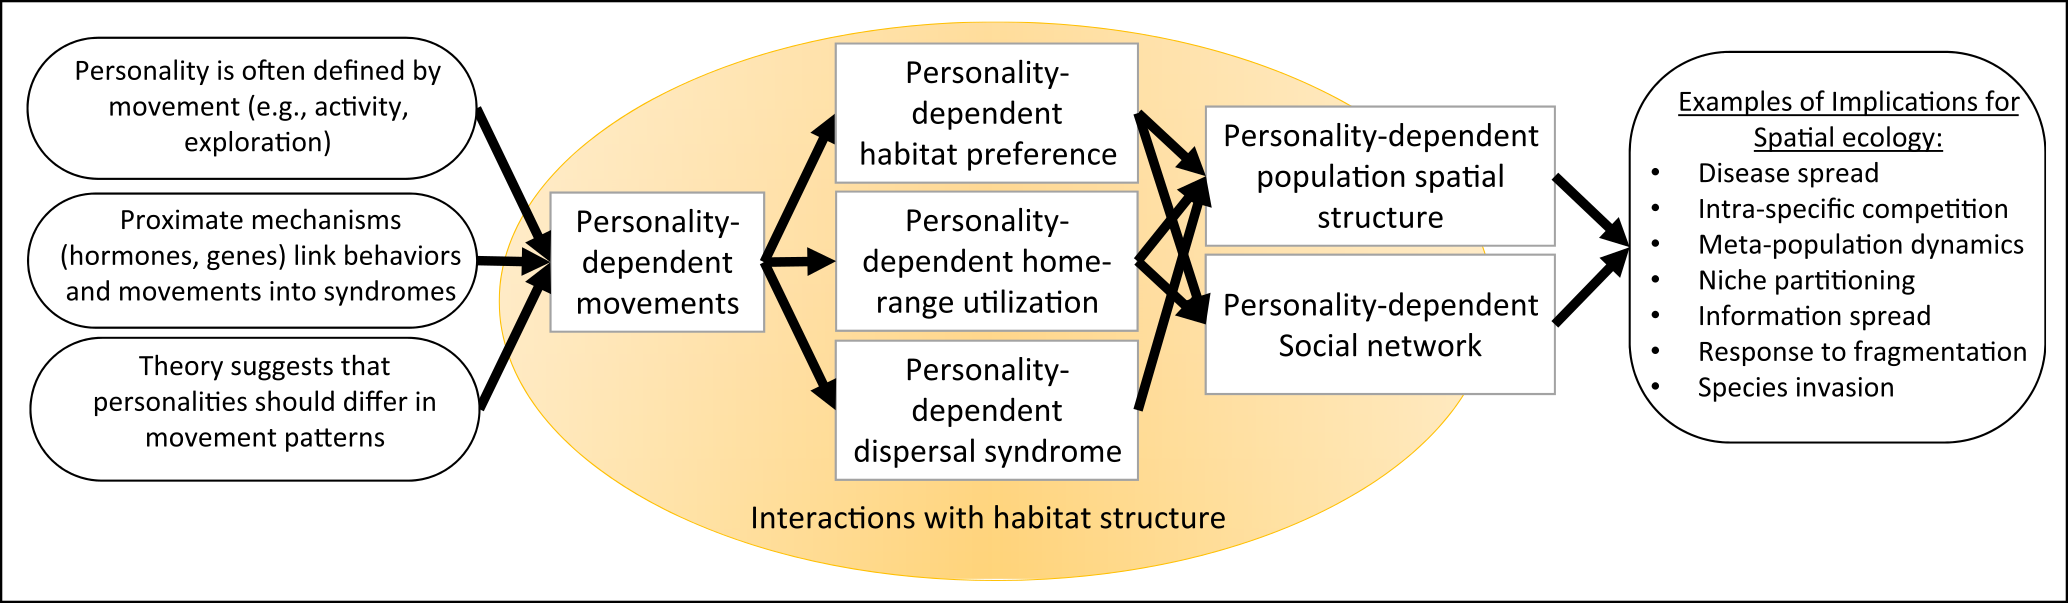 Personality is often defined by
movement (e.g., activity,
exploration)
Proximate mechanisms
(hormones, genes) link behaviors
and movements into syndromes
Theory suggests that
personalities should differ in
movement patterns
Personality-
dependent
movements
Personality-
dependent
habitat preference
Personality-
dependent home-
range utilization
Personality-
dependent
dispersal syndrome
Interactions with habitat structure
Personality-dependent
population spatial
structure
Personality-dependent
Social network
Examples of Implications for
Spatial ecology:
• Disease spread
• Intra-specific competition
• Meta-population dynamics
• Niche partitioning
• Information spread
• Response to fragmentation
• Species invasion